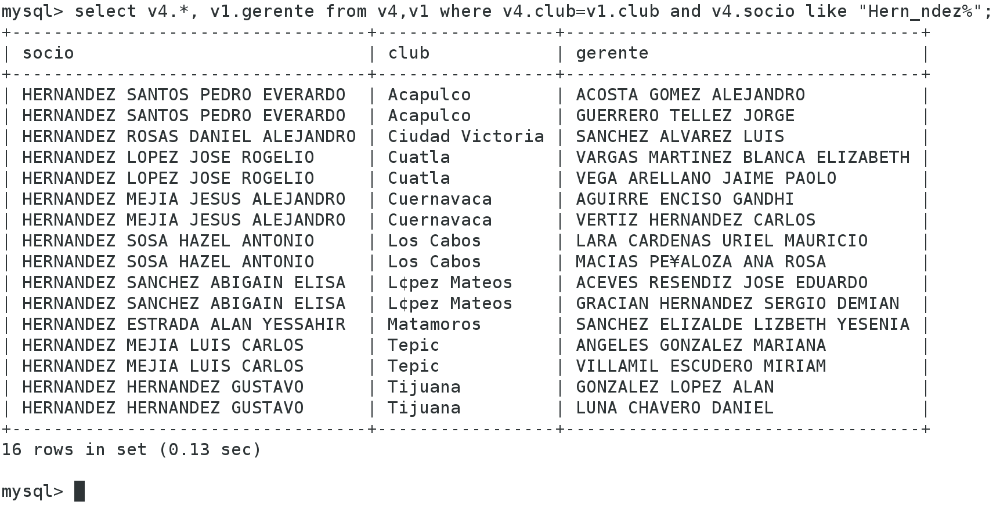 mysql> select v4.*, v1.gerente from v4,v1 where v4.club=v1.club and v4.socio like "Hern_ndez%";
+----------------------------------+-----------------+----------------------------------+
| socio                            | club            | gerente                          |
+----------------------------------+-----------------+----------------------------------+
| HERNANDEZ SANTOS PEDRO EVERARDO  | Acapulco        | ACOSTA GOMEZ ALEJANDRO           |
| HERNANDEZ SANTOS PEDRO EVERARDO  | Acapulco        | GUERRERO TELLEZ JORGE            |
| HERNANDEZ ROSAS DANIEL ALEJANDRO | Ciudad Victoria | SANCHEZ ALVAREZ LUIS             |
| HERNANDEZ LOPEZ JOSE ROGELIO     | Cuatla          | VARGAS MARTINEZ BLANCA ELIZABETH |
| HERNANDEZ LOPEZ JOSE ROGELIO     | Cuatla          | VEGA ARELLANO JAIME PAOLO        |
| HERNANDEZ MEJIA JESUS ALEJANDRO  | Cuernavaca      | AGUIRRE ENCISO GANDHI            |
| HERNANDEZ MEJIA JESUS ALEJANDRO  | Cuernavaca      | VERTIZ HERNANDEZ CARLOS          |
| HERNANDEZ SOSA HAZEL ANTONIO     | Los Cabos       | LARA CARDENAS URIEL MAURICIO     |
| HERNANDEZ SOSA HAZEL ANTONIO     | Los Cabos       | MACIAS PE¥ALOZA ANA ROSA         |
| HERNANDEZ SANCHEZ ABIGAIN ELISA  | L¢pez Mateos    | ACEVES RESENDIZ JOSE EDUARDO     |
| HERNANDEZ SANCHEZ ABIGAIN ELISA  | L¢pez Mateos    | GRACIAN HERNANDEZ SERGIO DEMIAN  |
| HERNANDEZ ESTRADA ALAN YESSAHIR  | Matamoros       | SANCHEZ ELIZALDE LIZBETH YESENIA |
| HERNANDEZ MEJIA LUIS CARLOS      | Tepic           | ANGELES GONZALEZ MARIANA         |
| HERNANDEZ MEJIA LUIS CARLOS      | Tepic           | VILLAMIL ESCUDERO MIRIAM         |
| HERNANDEZ HERNANDEZ GUSTAVO      | Tijuana         | GONZALEZ LOPEZ ALAN              |
| HERNANDEZ HERNANDEZ GUSTAVO      | Tijuana         | LUNA CHAVERO DANIEL              |
+----------------------------------+-----------------+----------------------------------+
16 rows in set (0.13 sec)
mysql>